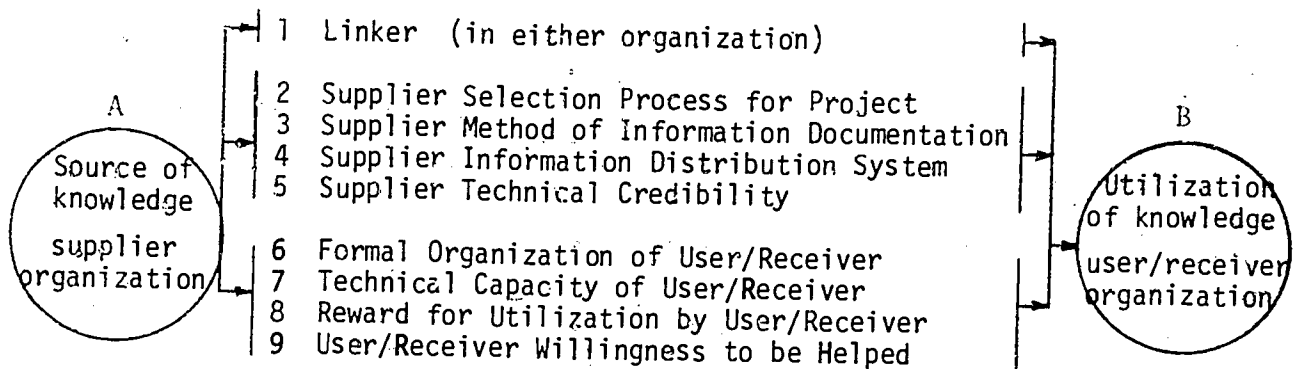 1 Linker (in either organization)
A
Source of
knowledge
supplier
organization
2 Supplier Selection Process for Project
3 Supplier Method of Information Documentation
4 Supplier Information Distribution System
5 Supplier Technical Credibility
6 Formal Organization of User/Receiver
7 Technical Capacity of User/Receiver
8 Reward for Utilization by User/Receiver
9 User/Receiver Willingness to be Helped
B
Utilization
of knowledge
user/receiver
organization